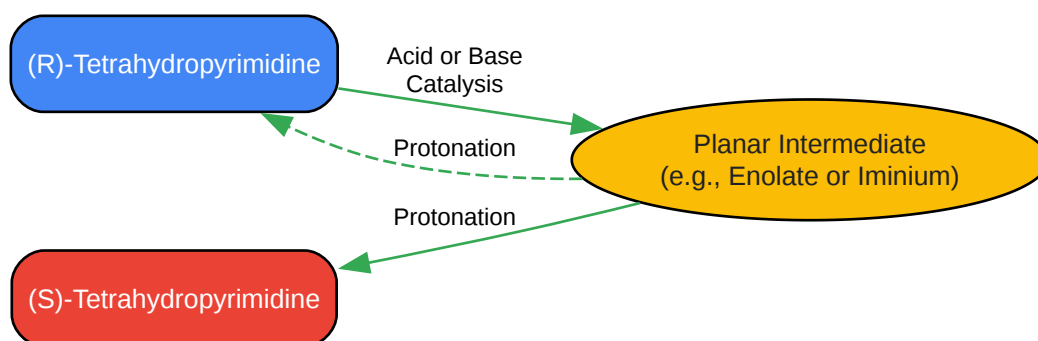 (R)-Tetrahydropyrimidine
Acid or Base
Catalysis
Protonation
Planar Intermediate
(e.g., Enolate or Iminium)
Protonation
(S)-Tetrahydropyrimidine